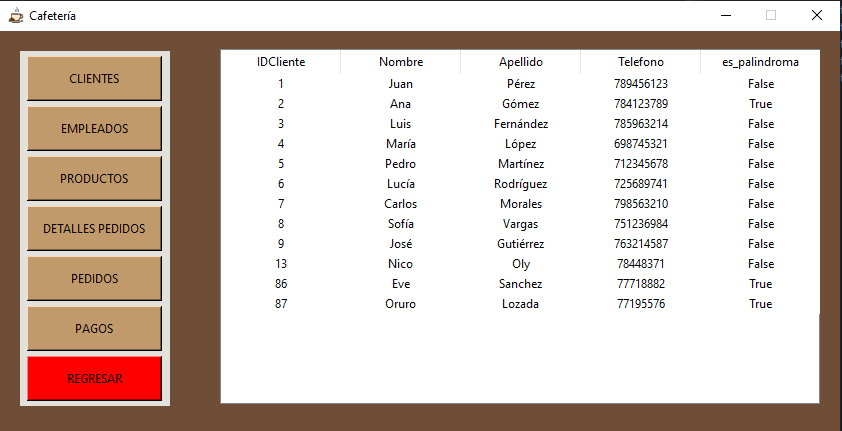 Cafetería
CLIENTES
EMPLEADOS
PRODUCTOS
DETALLES PEDIDOS
PEDIDOS
PAGOS
REGRESAR
IDCliente Nombre Apellido Telefono es_palindroma
1 Juan Pérez 789456123 False
2 Ana Gómez 784123789 True
3 Luis Fernández 785963214 False
4 María López 698745321 False
5 Pedro Martínez 712345678 False
6 Lucía Rodríguez 725689741 False
7 Carlos Morales 798563210 False
8 Sofía Vargas 751236984 False
9 José Gutiérrez 763214587 False
13 Nico Oly 78448371 False
86 Eve Sanchez 77718882 True
87 Oruro Lozada 77195576 True